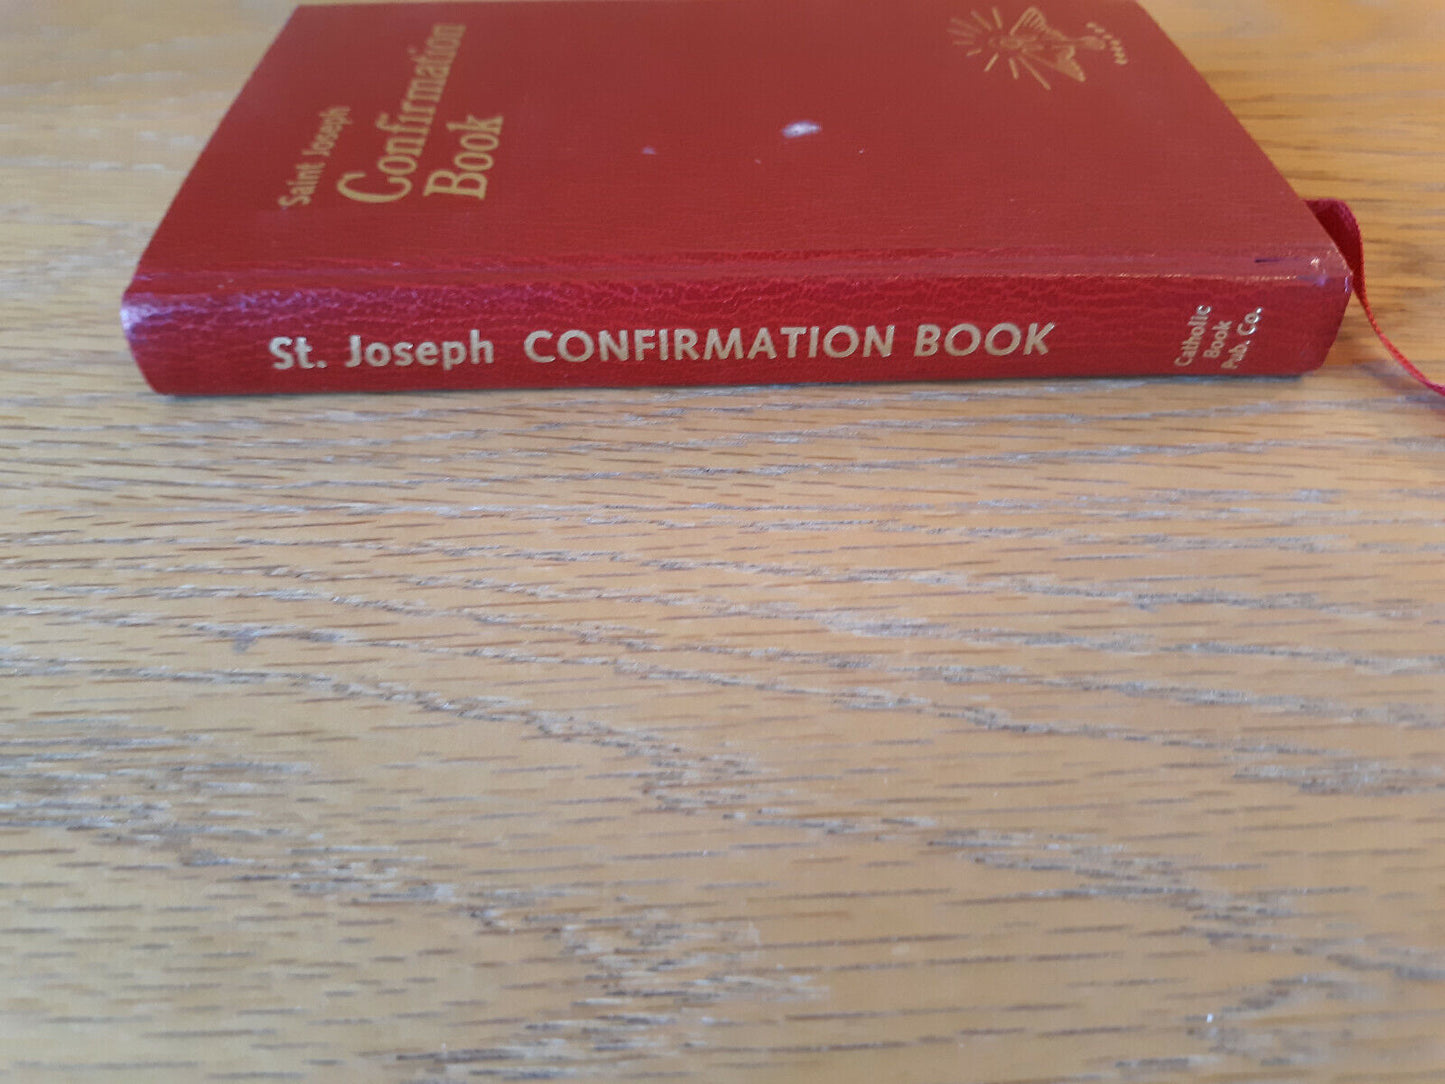 Saint Joseph
Confirmation
Book
St. Joseph CONFIRMATION BOOK
Catholic
Book
Pub. Co.